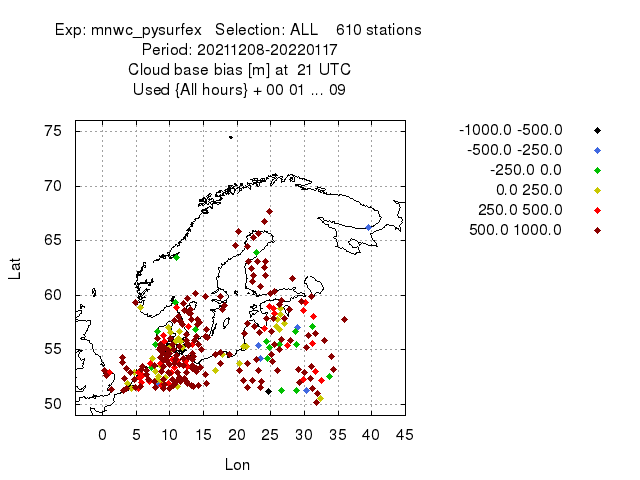 Exp: mnwc_pysurfex   Selection: ALL    610 stations
Period: 20211208-20220117
Cloud base bias [m] at  21 UTC
Used {All hours} + 00 01 ... 09
-1000.0 -500.0
-500.0 -250.0
-250.0 0.0
0.0 250.0
250.0 500.0
500.0 1000.0
75
70
65
60
55
50
Lat
0 5 10 15 20 25 30 35 40 45
Lon